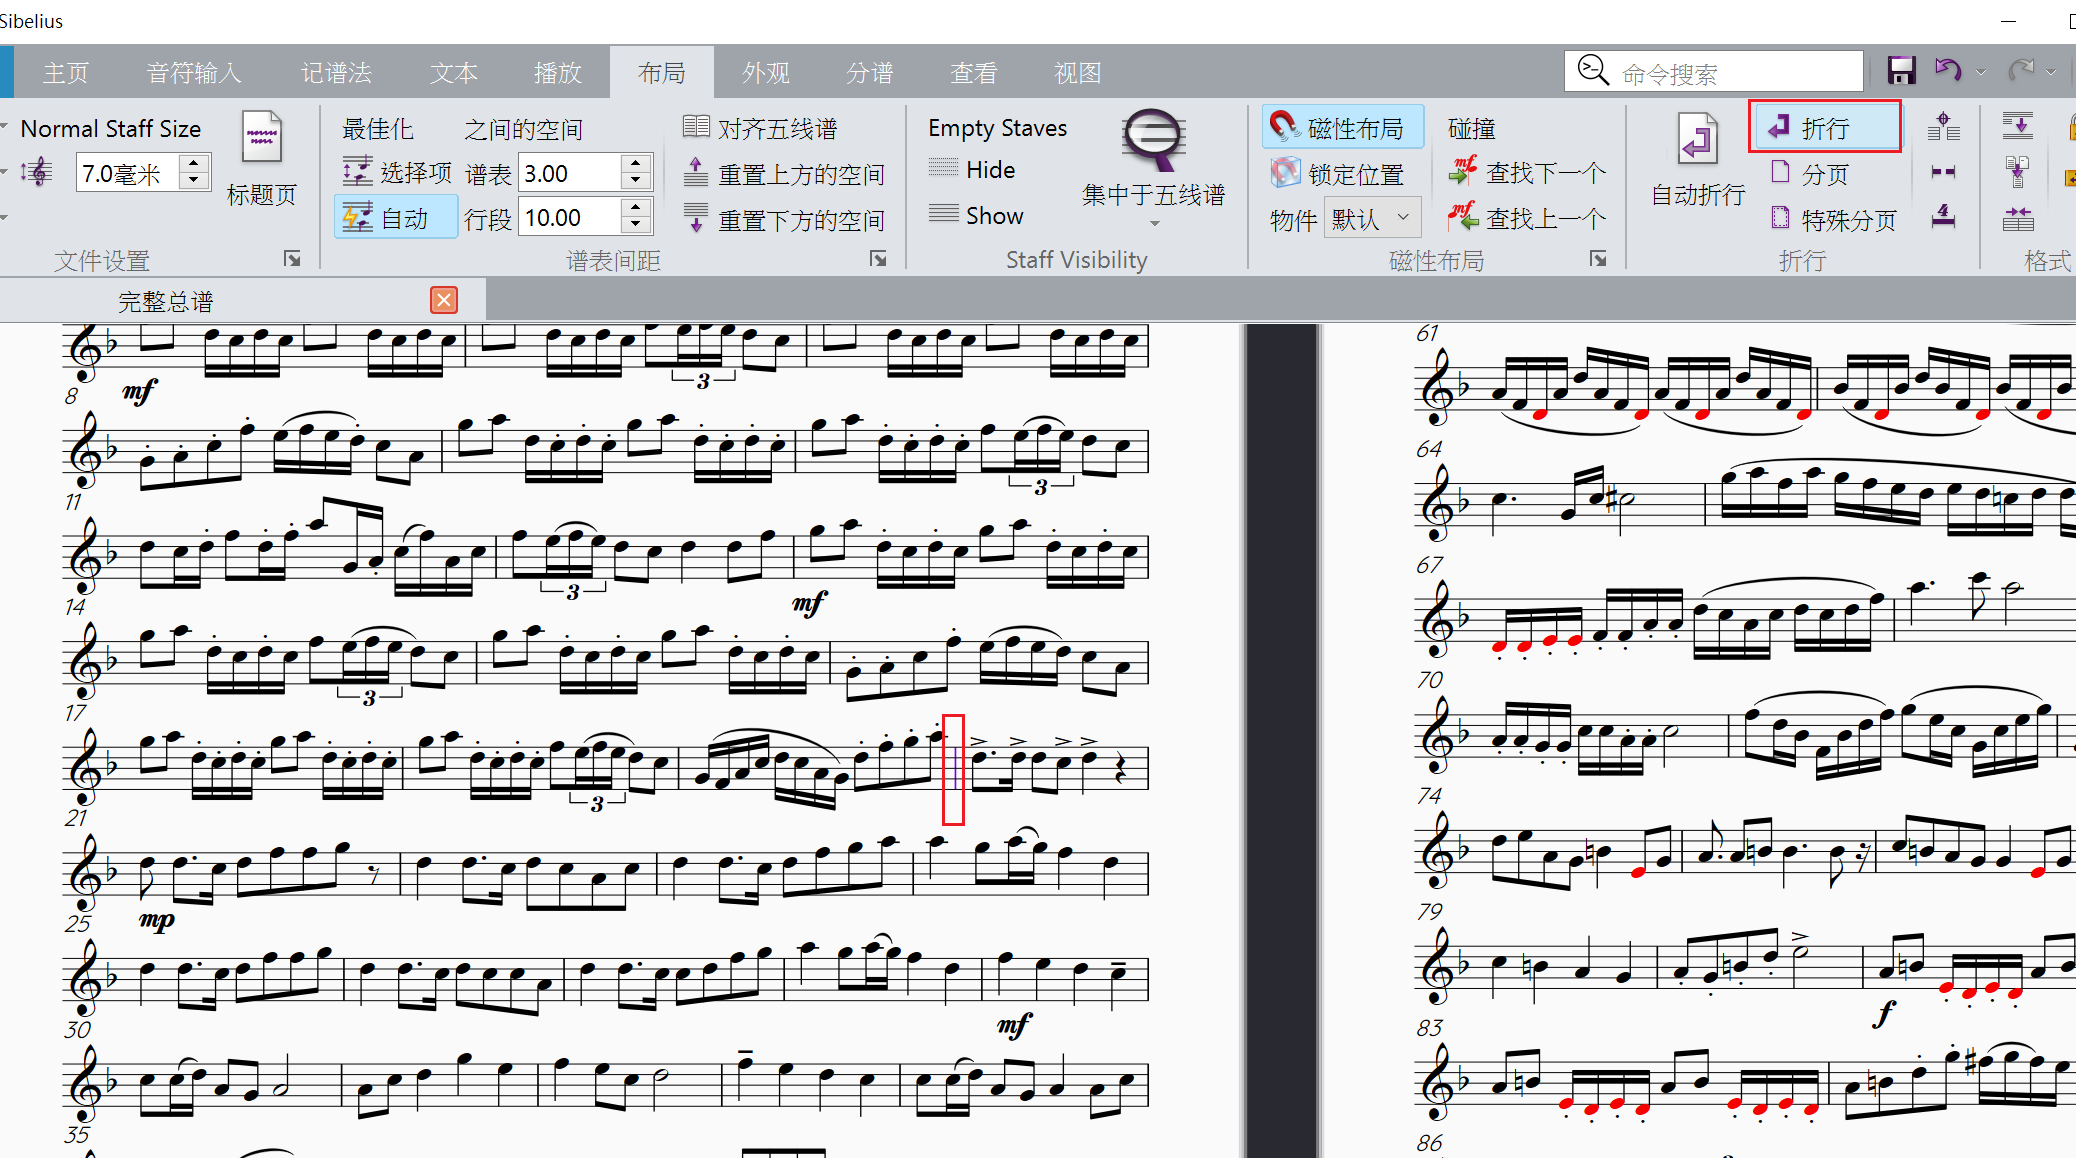 Sibelius
主页 音符输入 记谱法 文本 播放 布局 外观 分谱 查看 视图 命令搜索
Normal Staff Size
7.0毫米
标题页
文件设置
最佳化 之间的空间
选择项 谱表 3.00
自动 行段 10.00
对齐五线谱
重置上方的空间
重置下方的空间
谱表间距
Empty Staves
Hide
Show
集中于五线谱
Staff Visibility
磁性布局
锁定位置
物件 默认
碰撞
查找下一个
查找上一个
磁性布局
自动折行
折行
分页
特殊分页
折行
格式
完整总谱
mf
3
8
3
11
3
mf
14
3
17
3
21
mp
25
mf
30
35
61
64
67
70
74
79
f
83
86